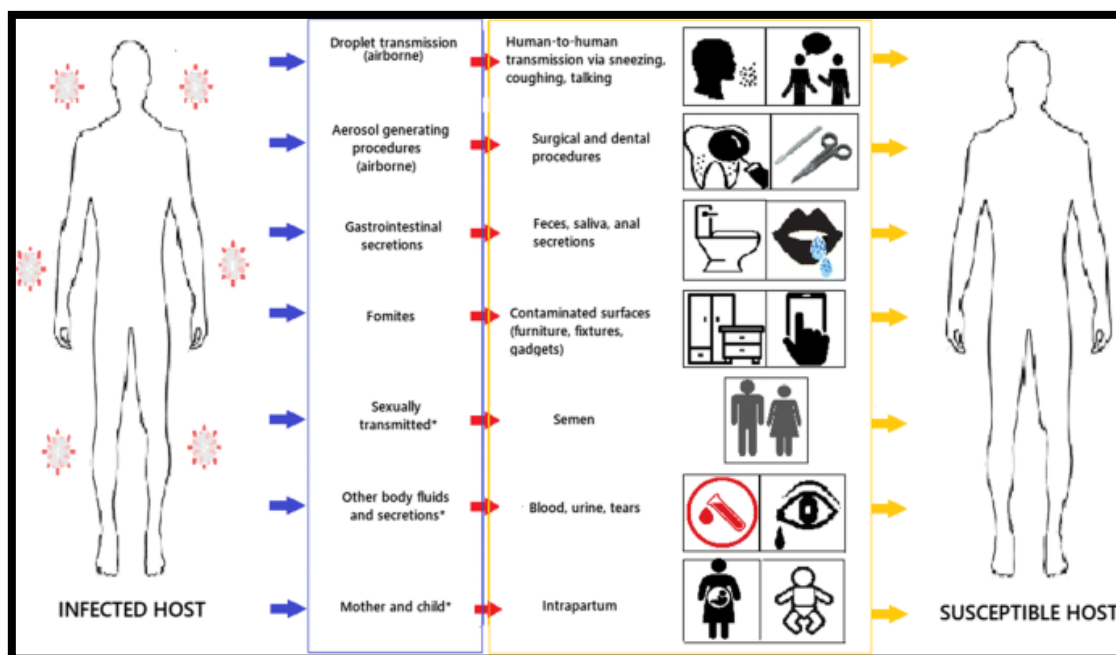 Droplet transmission
(airborne)
Human-to-human
transmission via sneezing,
coughing, talking
Aerosol generating
procedures
(airborne)
Surgical and dental
procedures
Gastrointestinal
secretions
Feces, saliva, anal
secretions
Fomites
Contaminated surfaces
(furniture, fixtures,
gadgets)
Sexually
transmitted*
Semen
Other body fluids
and secretions*
Blood, urine, tears
Mother and child*
Intrapartum
INFECTED HOST
SUSCEPTIBLE HOST